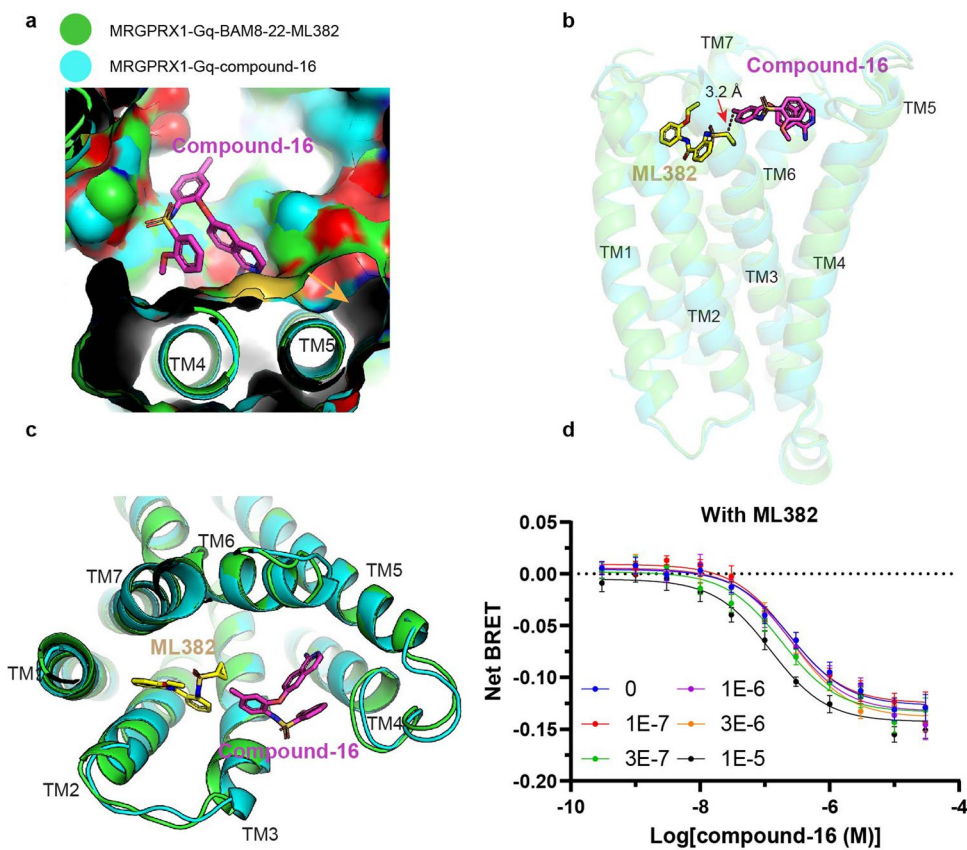 a
MRGPRX1-Gq-BAM8-22-ML382
MRGPRX1-Gq-compound-16
Compound-16
TM4
TM5
b
TM7
Compound-16
3.2 Å
TM5
ML382
TM6
TM1
TM3
TM4
TM2
c
TM6
TM7
TM5
ML382
TM4
Compound-16
TM2
TM3
d
With ML382
0.05
0.00
-0.05
-0.10
-0.15
-0.20
Net BRET
0
1E-6
1E-7
3E-6
3E-7
1E-5
-10
-8
-6
-4
Log[compound-16 (M)]